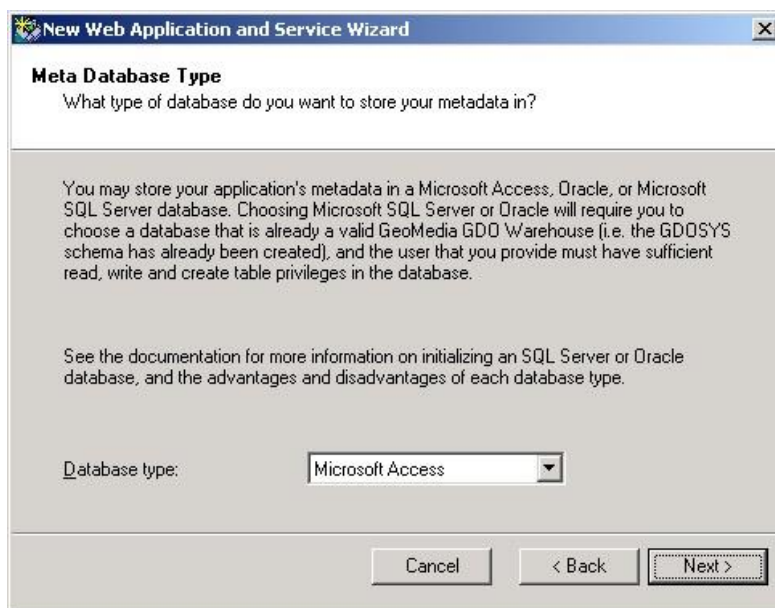 New Web Application and Service Wizard
Meta Database Type
What type of database do you want to store your metadata in?
You may store your application's metadata in a Microsoft Access, Oracle, or Microsoft
SQL Server database. Choosing Microsoft SQL Server or Oracle will require you to
choose a database that is already a valid GeoMedia GDO Warehouse (i.e. the GDOSYS
schema has already been created), and the user that you provide must have sufficient
read, write and create table privileges in the database.
See the documentation for more information on initializing an SQL Server or Oracle
database, and the advantages and disadvantages of each database type.
Database type: Microsoft Access
Cancel < Back Next >